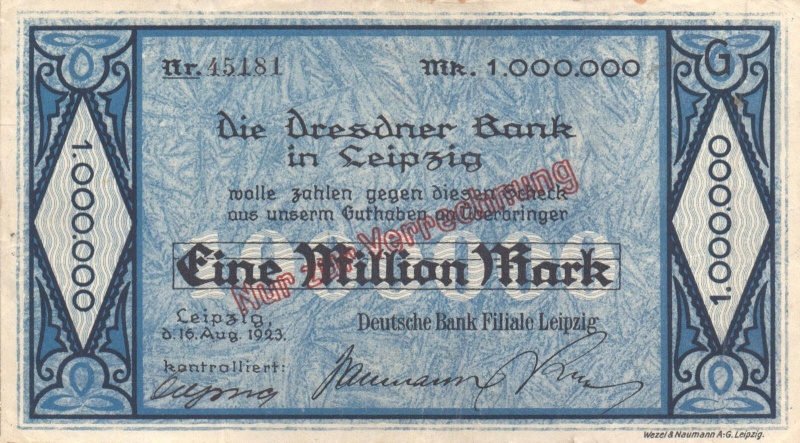 Nr. 45181
Mk. 1.000.000
G
1.000.000
Die Dresdner Bank
in Leipzig
wolle zahlen gegen diesen Scheck
aus unserm Guthaben an Überbringer
Eine Million Mark
1000000
Nur zur Verrechnung
Leipzig,
d. 16. Aug. 1923.
Deutsche Bank Filiale Leipzig
kontrolliert:
Naumann
1.000.000
Wezel & Naumann A.-G. Leipzig.